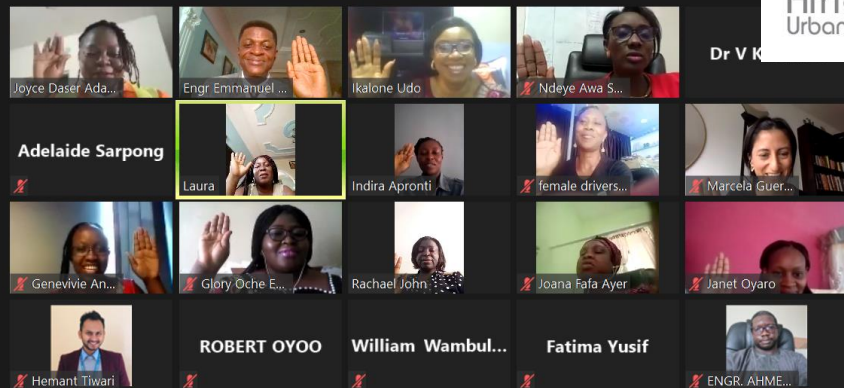 Urban
Joyce Daser Ada...
Engr Emmanuel ...
Ikalone Udo
Ndeye Awa S...
Dr V K
Adelaide Sarpong
Laura
Indira Apronti
female drivers...
Marcela Guer...
Genevivie An...
Glory Oche E...
Rachael John
Joana Fafa Ayer
Janet Oyaro
Hemant Tiwari
ROBERT OYOO
William Wambul...
Fatima Yusif
ENGR. AHME...